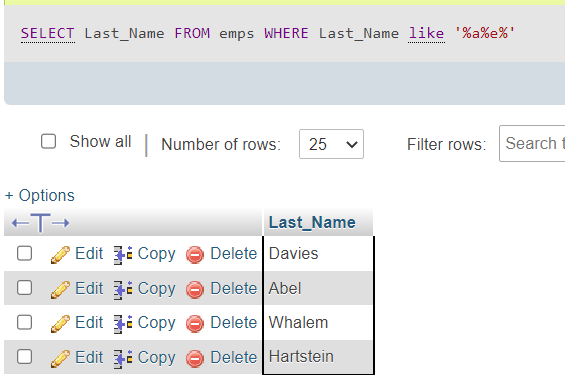 SELECT Last_Name FROM emps WHERE Last_Name like '%a%e%'
Show all Number of rows: 25 Filter rows: Search
+ Options
←T→ Last_Name
Edit Copy Delete Davies
Edit Copy Delete Abel
Edit Copy Delete Whalem
Edit Copy Delete Hartstein